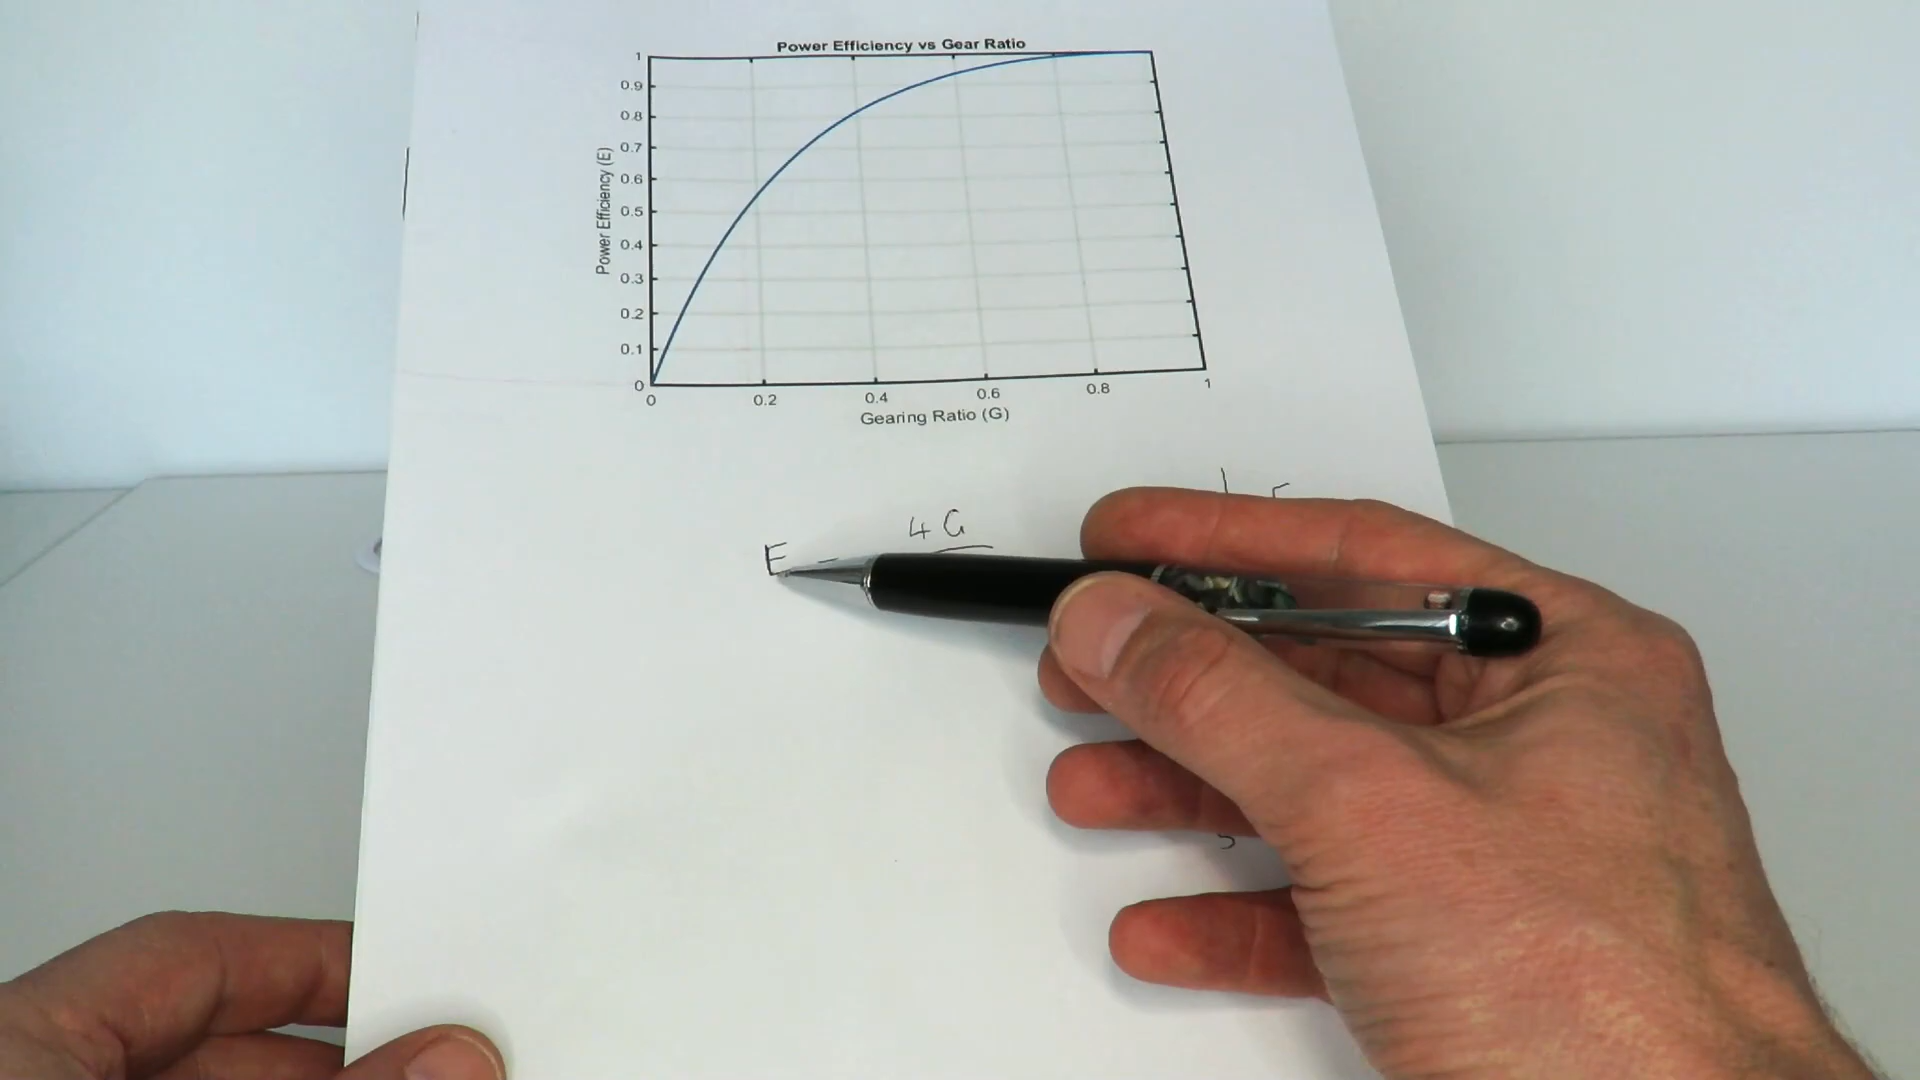 Power Efficiency vs Gear Ratio
1
0.9
0.8
0.7
0.6
0.5
0.4
0.3
0.2
0.1
0
Power Efficiency (E)
0 0.2 0.4 0.6 0.8 1
Gearing Ratio (G)
4 G
E